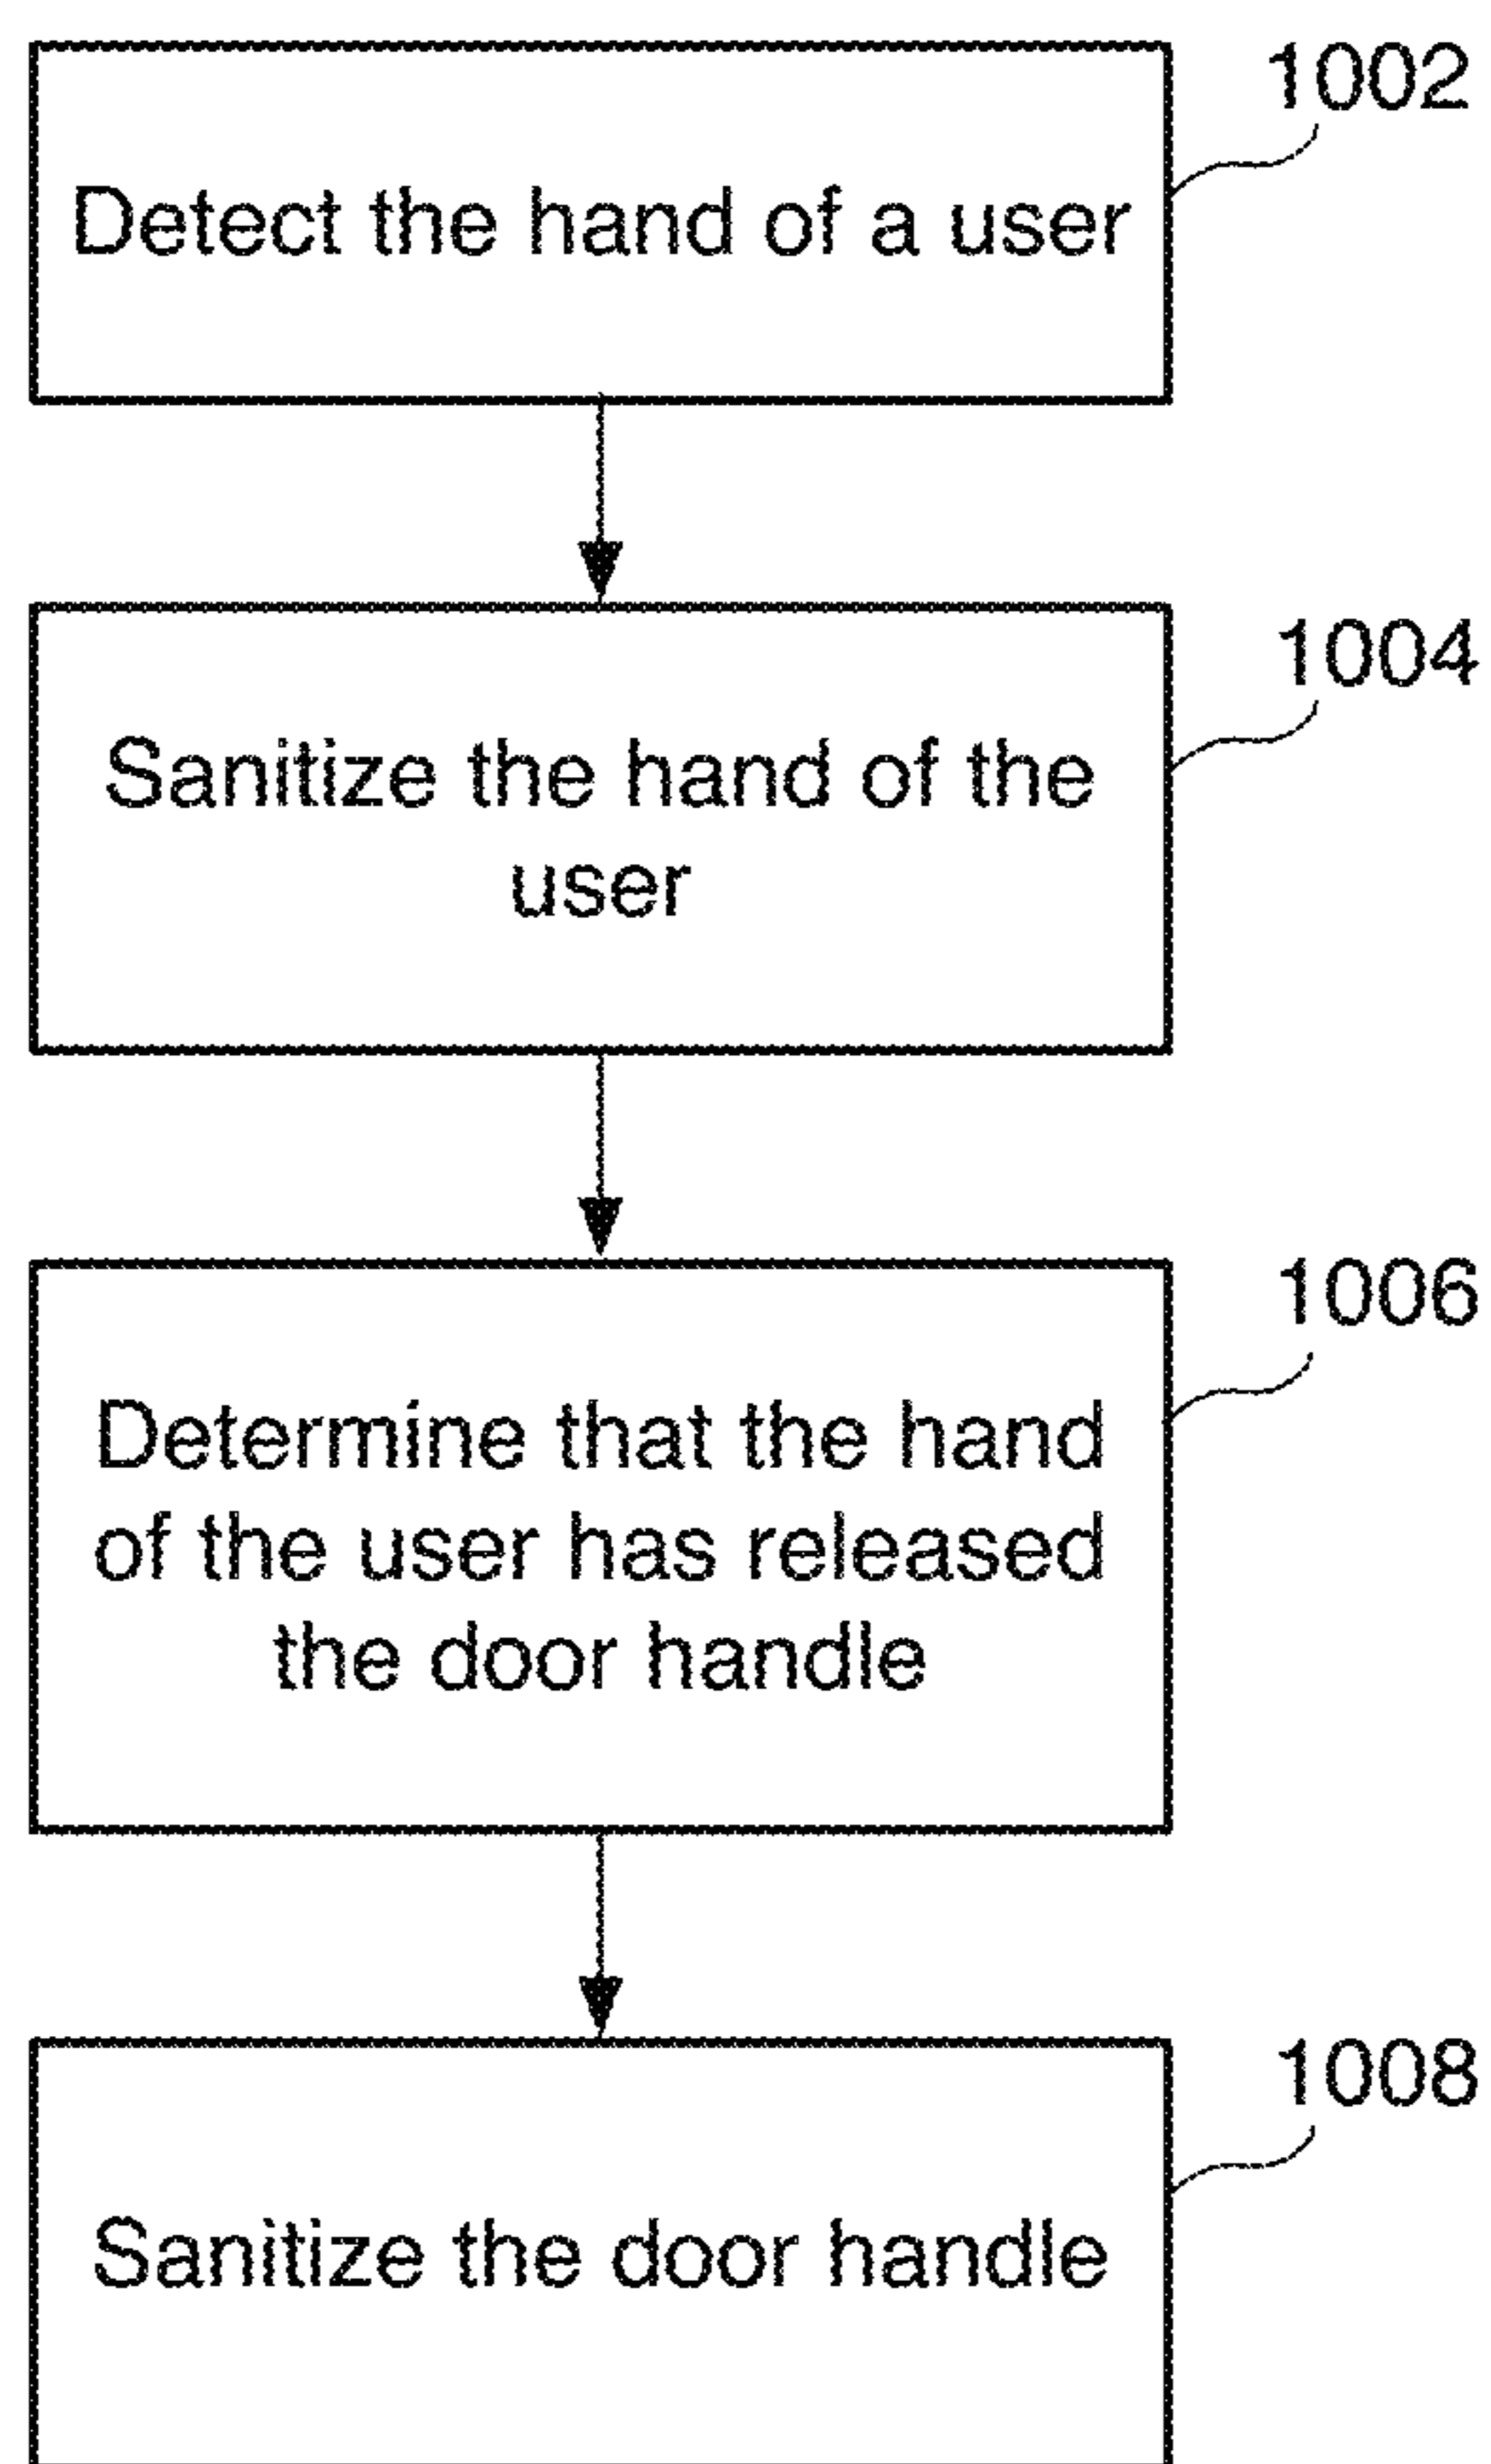 1002
Detect the hand of a user
1004
Sanitize the hand of the
user
1006
Determine that the hand
of the user has released
the door handle
1008
Sanitize the door handle